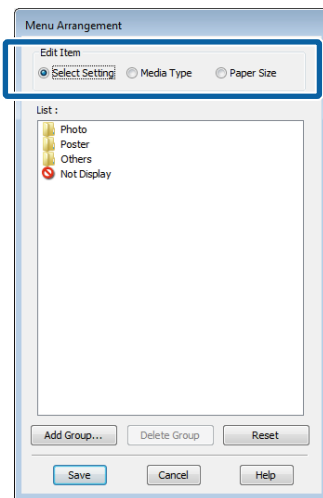 Menu Arrangement
Edit Item
Select Setting Media Type Paper Size
List :
Photo
Poster
Others
Not Display
Add Group... Delete Group Reset
Save Cancel Help